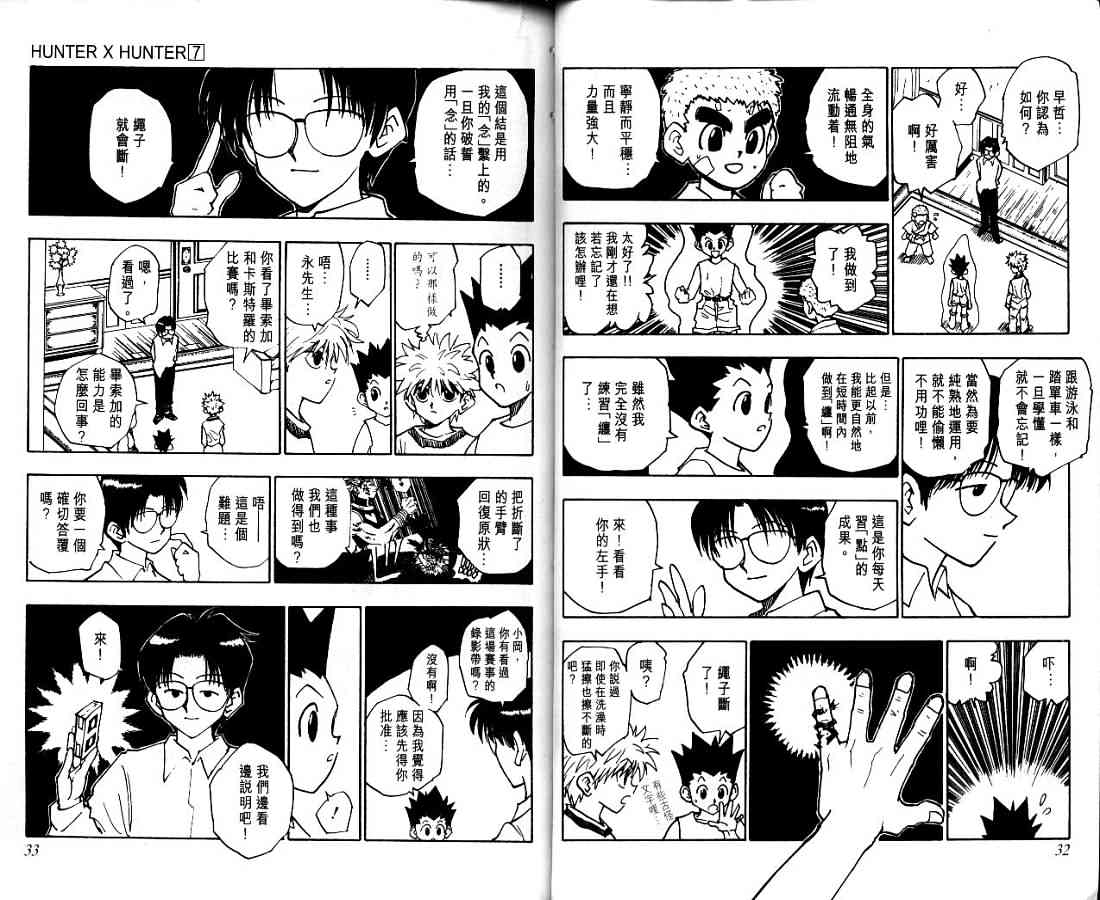 HUNTER X HUNTER7
早哲…
你認為
如何？
好…
好厲害
啊！
全身的氣
暢通無阻地
流動着！
寧靜而平穩…
而且
力量強大！
我做到
了！
太好了!!
我剛才還在想
若忘記了
該怎辦哩！
跟游泳和
踏單車一樣，
一旦學懂
就不會忘記！
當然為要
純熟地運用，
就不能偷懶
不用功哩！
但是…
比起以前，
我能更自然地
在短時間內
做到「纏」啊！
雖然我
完全沒有
練習「纏」
了…
這是你每天
習「點」的
成果。
來！看看
你的左手！
吓…
啊！
繩子斷
了！
咦？
你說過
即使在洗澡時
猛擦也擦不斷的
吧？
有些古怪
文字哦…
32
這個結是用
我的「念」繫上的。
一旦你破誓
用「念」的話…
繩子
就會斷！
……
可以那樣做
的嗎？
……
唔…
永先生…
你看了畢索加
和卡斯特羅的
比賽嗎？
嗯，
看過了。
畢索加的
能力是
怎麼回事？
把折斷了
的手臂
回復原狀…
這種事
我們也
做得到嗎？
唔——
這是個
難題…
你要一個
確切答覆
嗎？
小岡，
你有看過
這場賽事的
錄影帶嗎？
沒有啊！
因為我覺得
應該先得你
批准…
！
來！
我們邊看
邊說明吧！
33